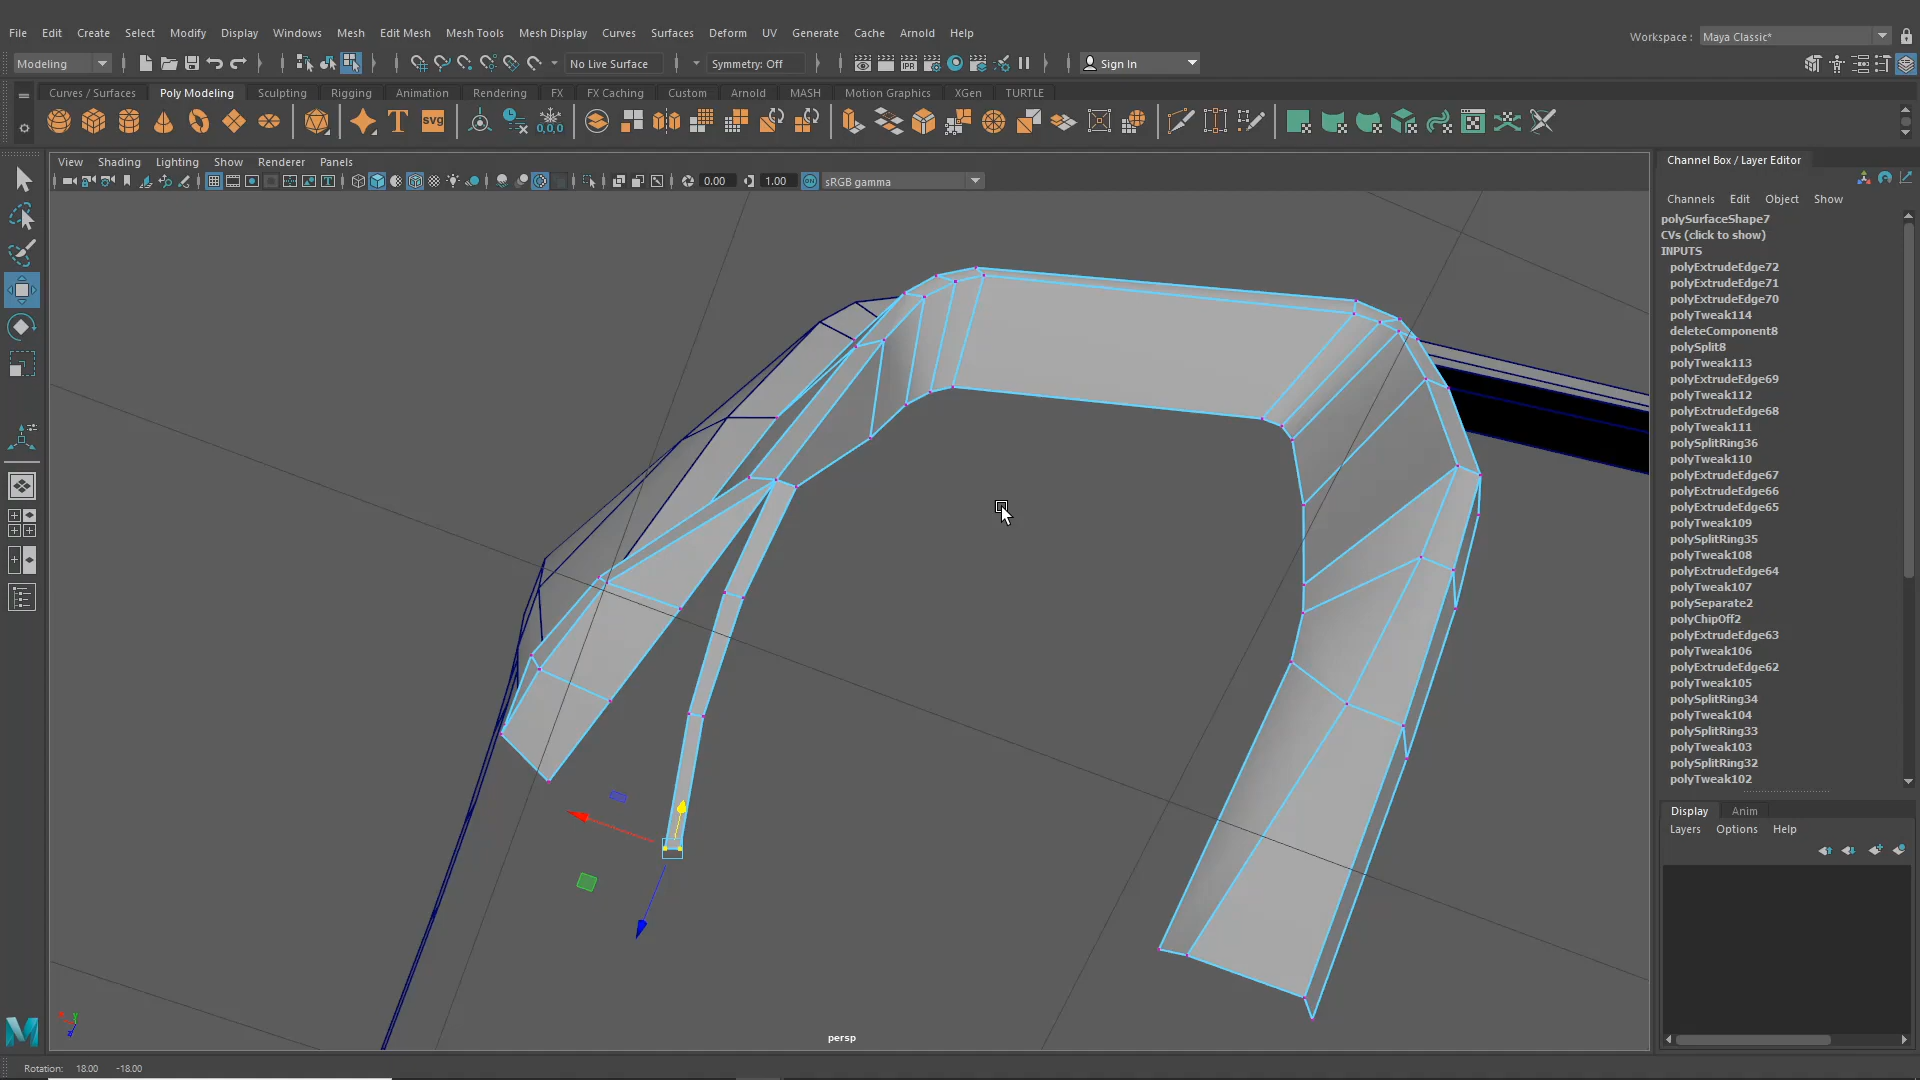 File Edit Create Select Modify Display Windows Mesh Edit Mesh Mesh Tools Mesh Display Curves Surfaces Deform UV Generate Cache Arnold Help
Workspace : Maya Classic*
Modeling No Live Surface Symmetry: Off Sign In
Curves / Surfaces Poly Modeling Sculpting Rigging Animation Rendering FX FX Caching Custom Arnold MASH Motion Graphics XGen TURTLE
T svg 0,0,0
View Shading Lighting Show Renderer Panels
0.00 1.00 ON sRGB gamma
Channel Box / Layer Editor
Channels Edit Object Show
polySurfaceShape7
CVs (click to show)
INPUTS
polyExtrudeEdge72
polyExtrudeEdge71
polyExtrudeEdge70
polyTweak114
deleteComponent8
polySplit8
polyTweak113
polyExtrudeEdge69
polyTweak112
polyExtrudeEdge68
polyTweak111
polySplitRing36
polyTweak110
polyExtrudeEdge67
polyExtrudeEdge66
polyExtrudeEdge65
polyTweak109
polySplitRing35
polyTweak108
polyExtrudeEdge64
polyTweak107
polySeparate2
polyChipOff2
polyExtrudeEdge63
polyTweak106
polyExtrudeEdge62
polyTweak105
polySplitRing34
polyTweak104
polySplitRing33
polyTweak103
polySplitRing32
polyTweak102
Display Anim
Layers Options Help
persp
Rotation: 18.00 -18.00